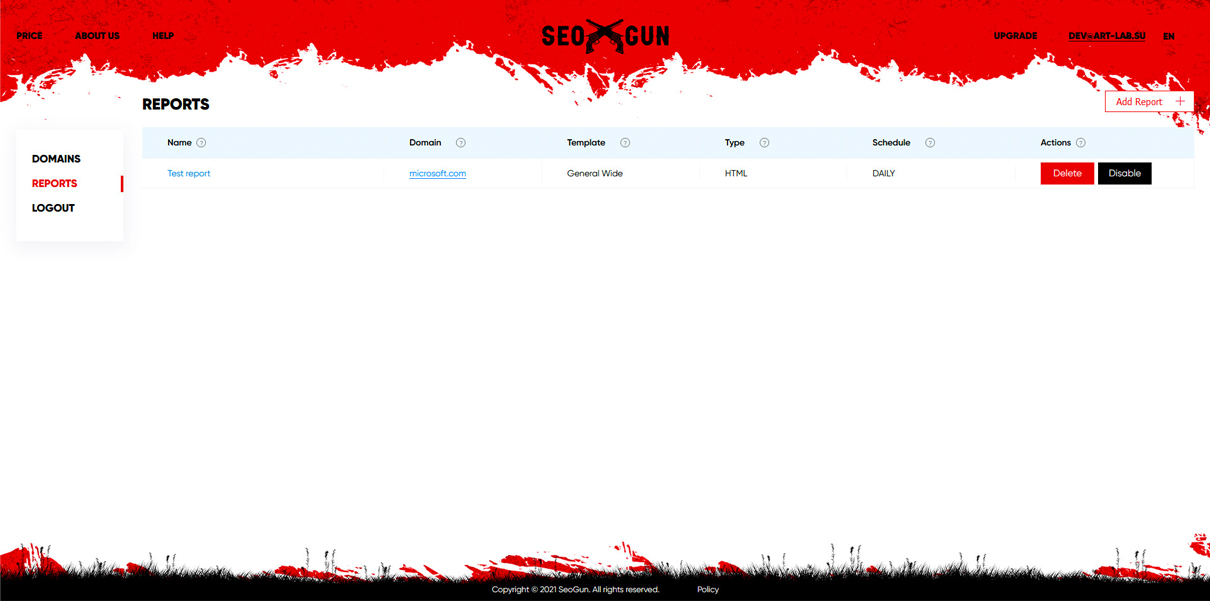 PRICE ABOUT US HELP SEO GUN UPGRADE DEV@ART-LAB.SU EN
REPORTS Add Report +
DOMAINS
REPORTS
LOGOUT
Name ? Domain ? Template ? Type ? Schedule ? Actions ?
Test report microsoft.com General Wide HTML DAILY Delete Disable
Copyright © 2021 SeoGun. All rights reserved. Policy